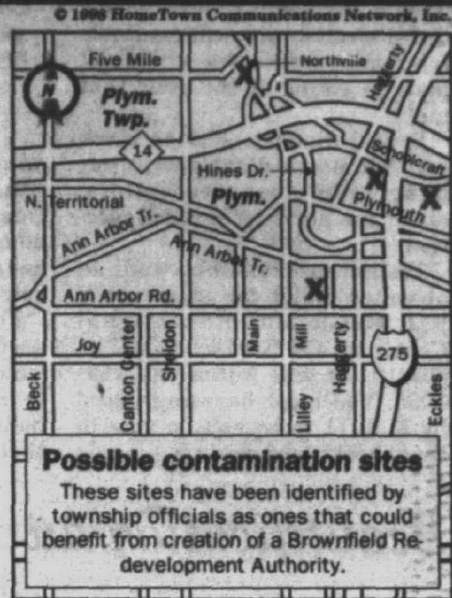 © 1998 HomeTown Communications Network, Inc.
Five Mile
Northville
Haggerty
N
Plym.
Twp.
14
Schoolcraft
Hines Dr.
Plym.
Plymouth
N. Territorial
Ann Arbor Tr.
Ann Arbor Tr.
X
X
X
X
Ann Arbor Rd.
Joy
Beck
Canton Center
Sheldon
Main
Mill
Lilley
Haggerty
275
Eckles
Possible contamination sites
These sites have been identified by
township officials as ones that could
benefit from creation of a Brownfield Re-
development Authority.